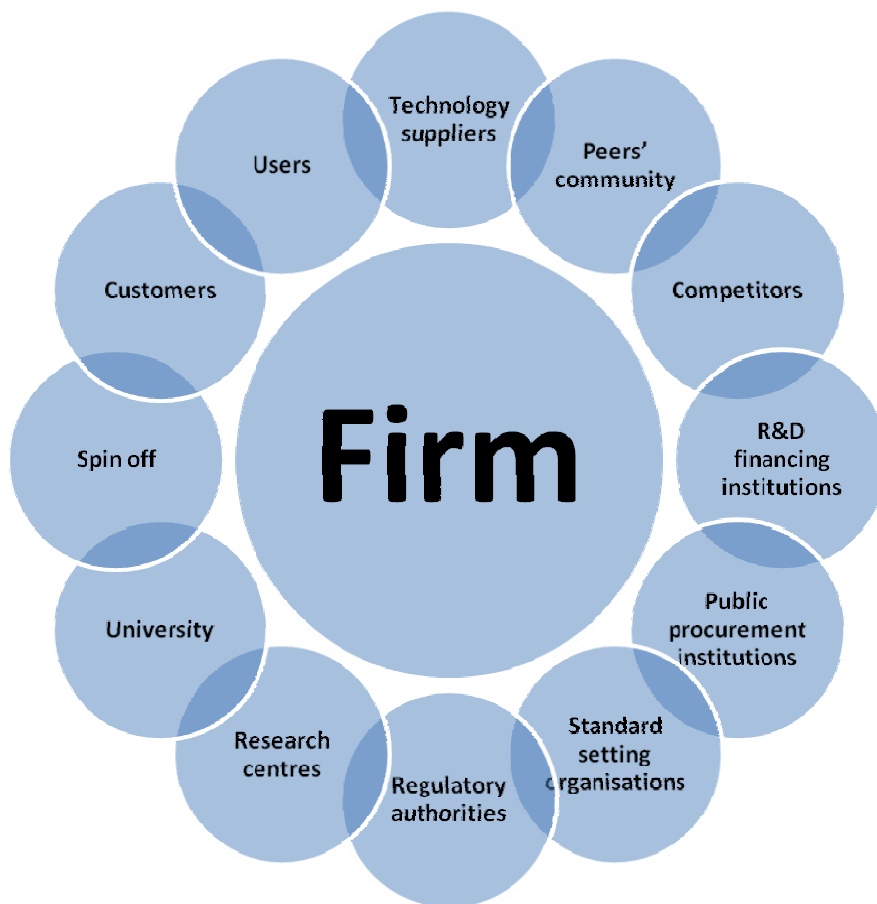 Technology
suppliers
Peers'
community
Competitors
R&D
financing
institutions
Public
procurement
institutions
Standard
setting
organisations
Regulatory
authorities
Research
centres
University
Spin off
Customers
Users
Firm